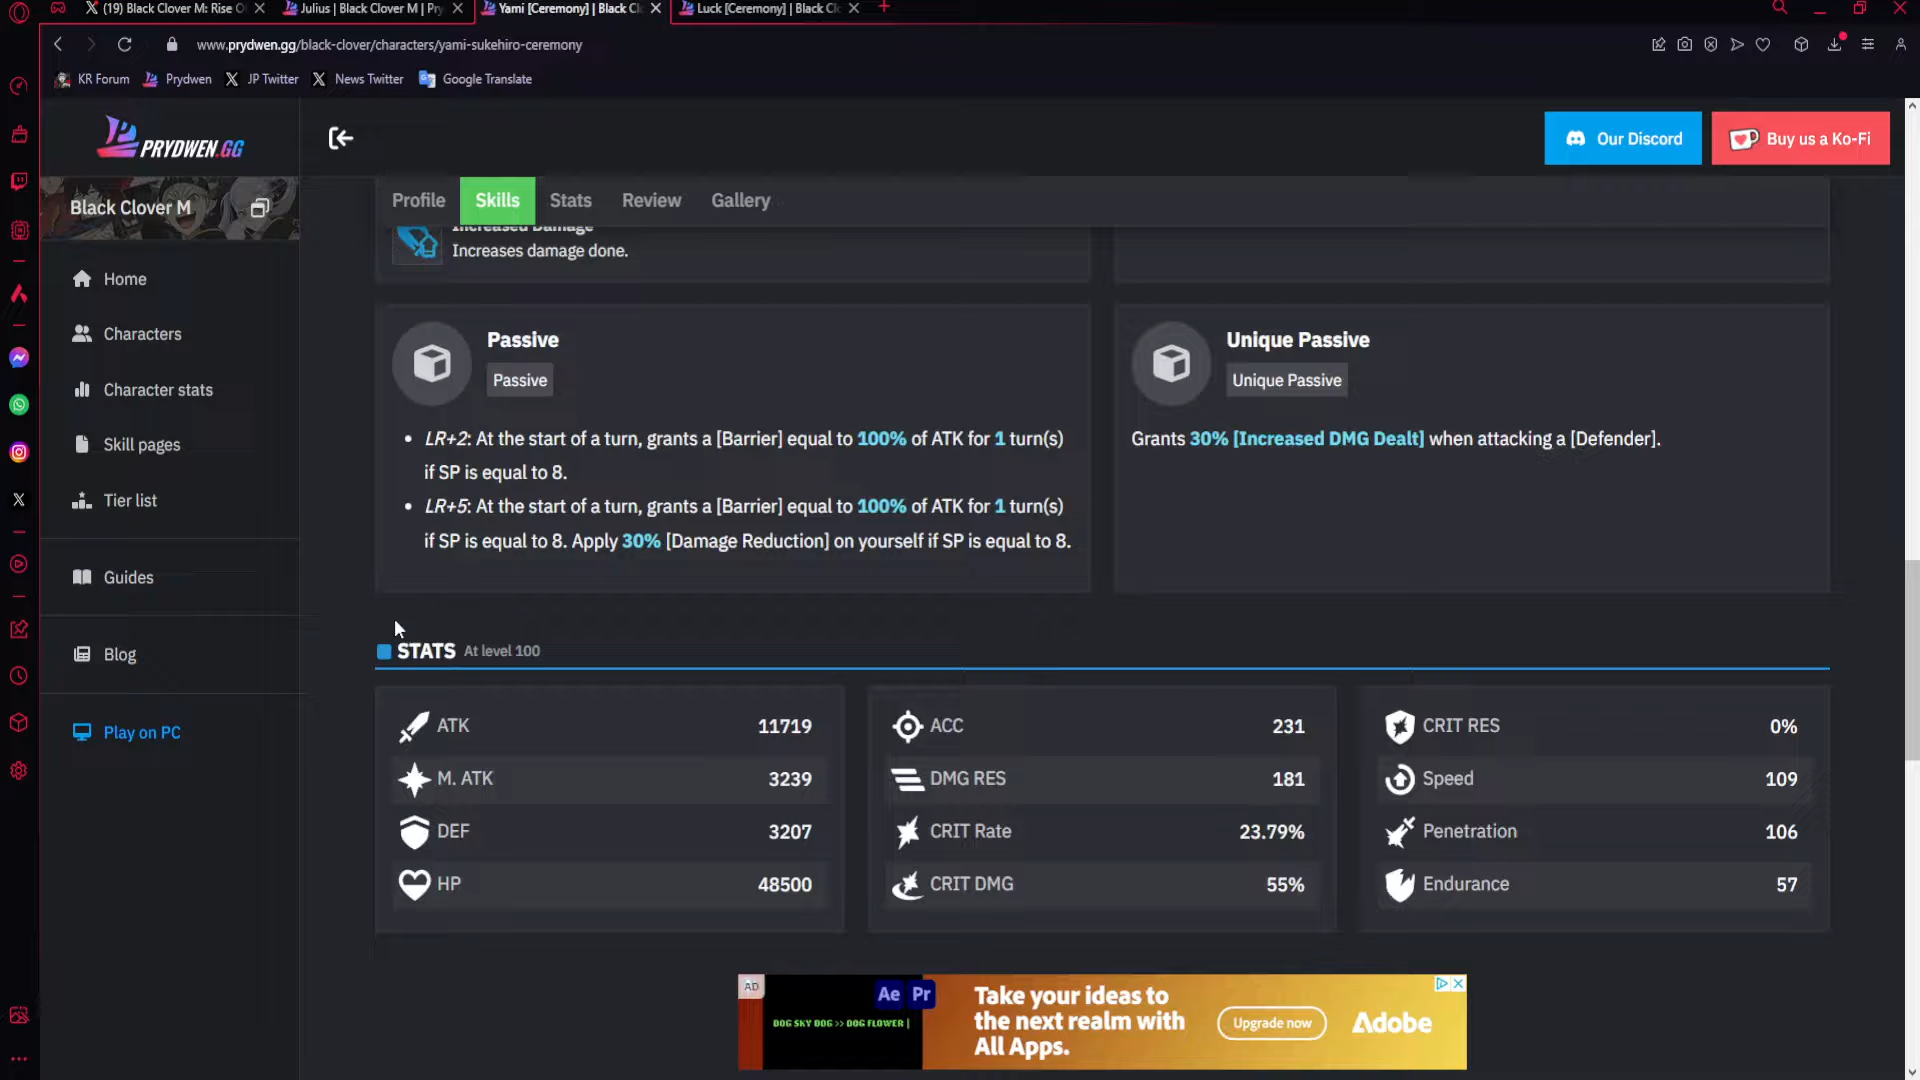 (19) Black Clover M: Rise O
Julius | Black Clover M | Pry
Yami [Ceremony] | Black Cl
Luck [Ceremony] | Black Cl
www.prydwen.gg/black-clover/characters/yami-sukehiro-ceremony
KR Forum
Prydwen
JP Twitter
News Twitter
Google Translate
PRYDWEN.GG
Our Discord
Buy us a Ko-Fi
Black Clover M
Home
Characters
Character stats
Skill pages
Tier list
Guides
Blog
Play on PC
Profile
Skills
Stats
Review
Gallery
Increased Damage
Increases damage done.
Passive
Passive
• LR+2: At the start of a turn, grants a [Barrier] equal to 100% of ATK for 1 turn(s)
if SP is equal to 8.
• LR+5: At the start of a turn, grants a [Barrier] equal to 100% of ATK for 1 turn(s)
if SP is equal to 8. Apply 30% [Damage Reduction] on yourself if SP is equal to 8.
Unique Passive
Unique Passive
Grants 30% [Increased DMG Dealt] when attacking a [Defender].
STATS At level 100
ATK 11719
M. ATK 3239
DEF 3207
HP 48500
ACC 231
DMG RES 181
CRIT Rate 23.79%
CRIT DMG 55%
CRIT RES 0%
Speed 109
Penetration 106
Endurance 57
AD
Ae Pr
DOG SKY DOG >> DOG FLOWER |
Take your ideas to
the next realm with
All Apps.
Upgrade now
Adobe